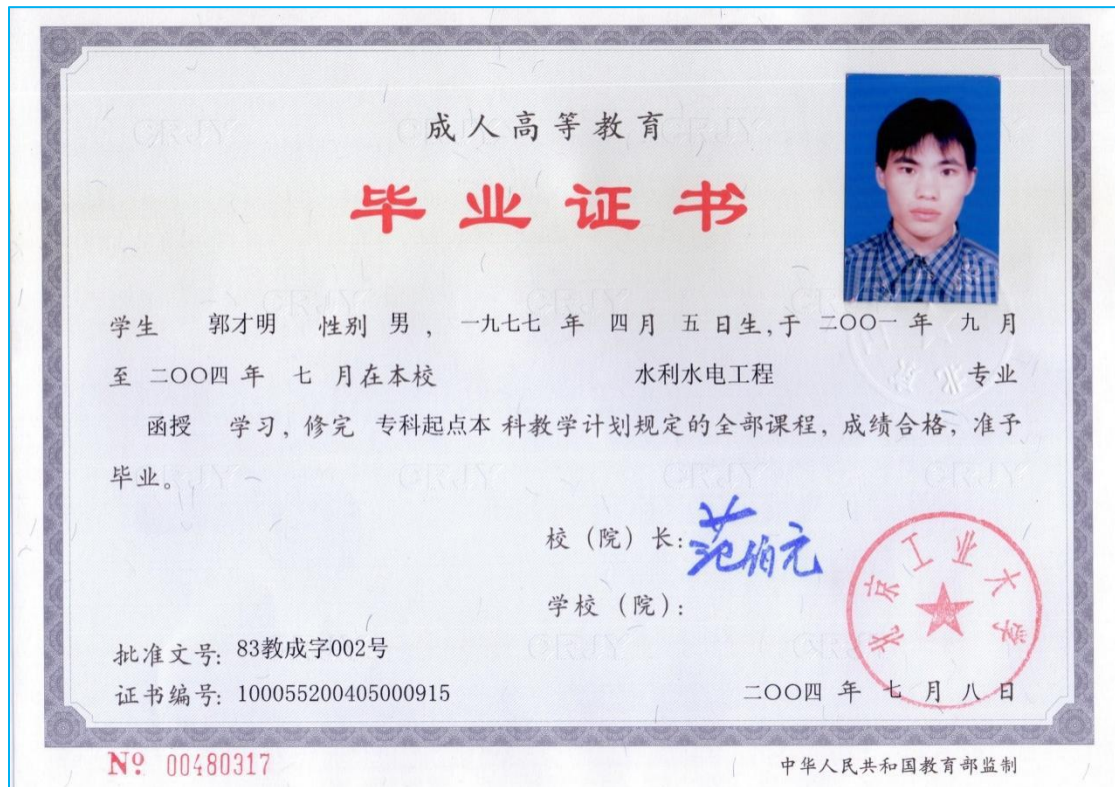 成人高等教育
毕业证书
学生 郭才明 性别 男 , 一九七七 年 四月 五 日生,于 二〇〇一 年 九 月
至 二〇〇四 年 七 月在本校 水利水电工程 专业
函授 学习, 修完 专科起点本 科教学计划规定的全部课程, 成绩合格, 准予
毕业。
校（院）长: 范伯元
学校（院）:
北京工业大学
批准文号: 83教成字002号
证书编号: 100055200405000915
二〇〇四 年 七 月 八 日
№ 00480317
中华人民共和国教育部监制